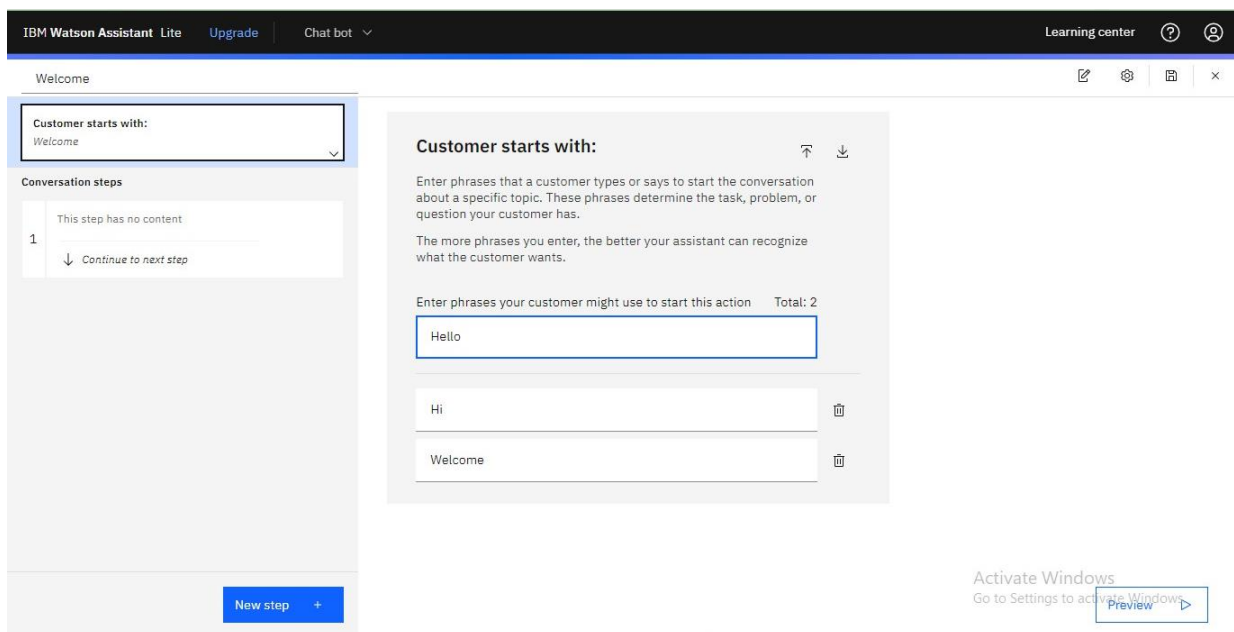 IBM Watson Assistant Lite Upgrade Chat bot Learning center
Welcome
Customer starts with:
Welcome
Conversation steps
1
This step has no content
Continue to next step
New step +
Customer starts with:
Enter phrases that a customer types or says to start the conversation
about a specific topic. These phrases determine the task, problem, or
question your customer has.
The more phrases you enter, the better your assistant can recognize
what the customer wants.
Enter phrases your customer might use to start this action Total: 2
Hello
Hi
Welcome
Activate Windows
Go to Settings to activate Windows.
Preview